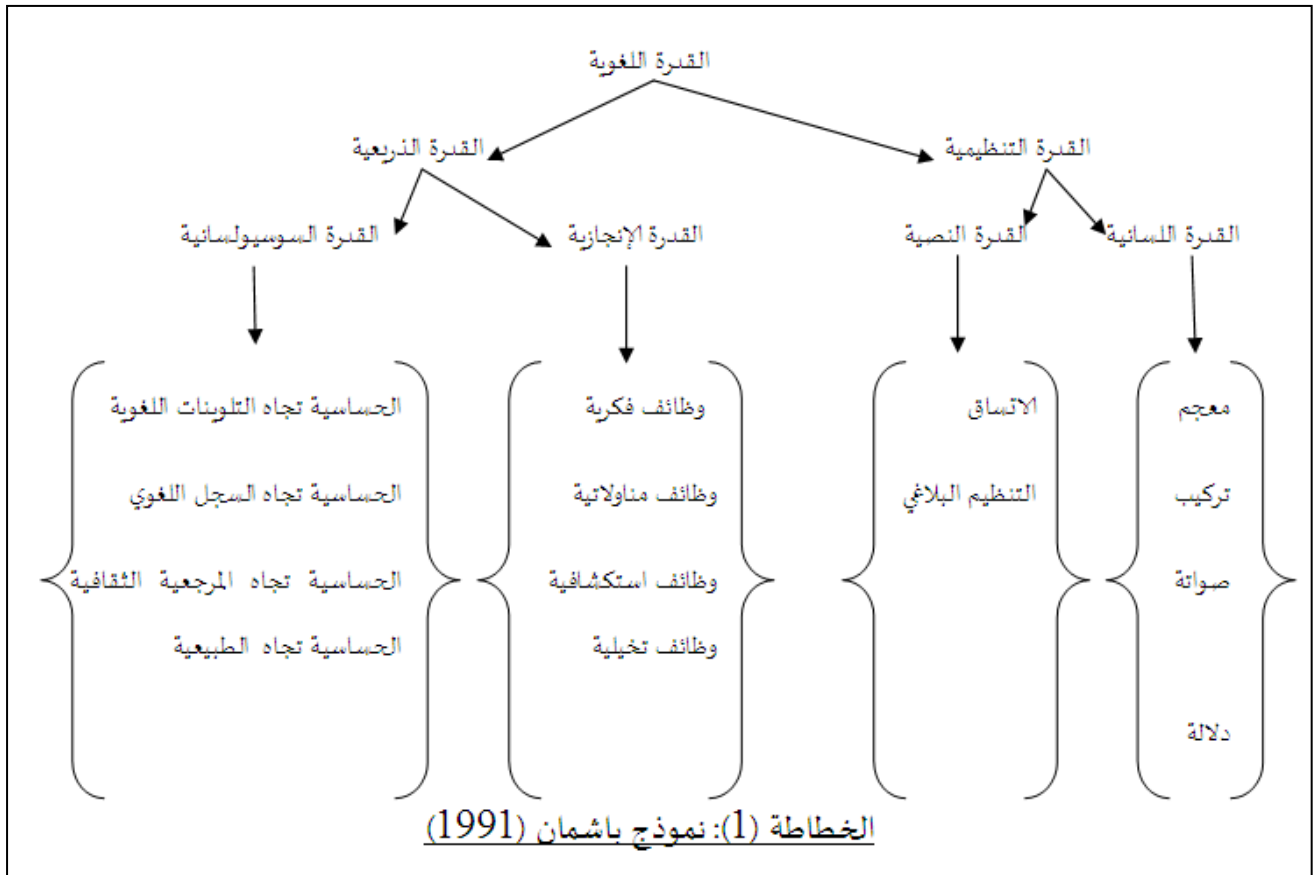 القدرة اللغوية
القدرة التنظيمية
القدرة الذريعية
القدرة اللسانية
القدرة النصية
القدرة الإنجازية
القدرة السوسيولسانية
معجم
تركيب
صواتة
دلالة
الاتساق
التنظيم البلاغي
وظائف فكرية
وظائف مناولاتية
وظائف استكشافية
وظائف تخيلية
الحساسية تجاه التلوينات اللغوية
الحساسية تجاه السجل اللغوي
الحساسية تجاه المرجعية الثقافية
الحساسية تجاه الطبيعية
الخطاطة (1): نموذج باشمان (1991)